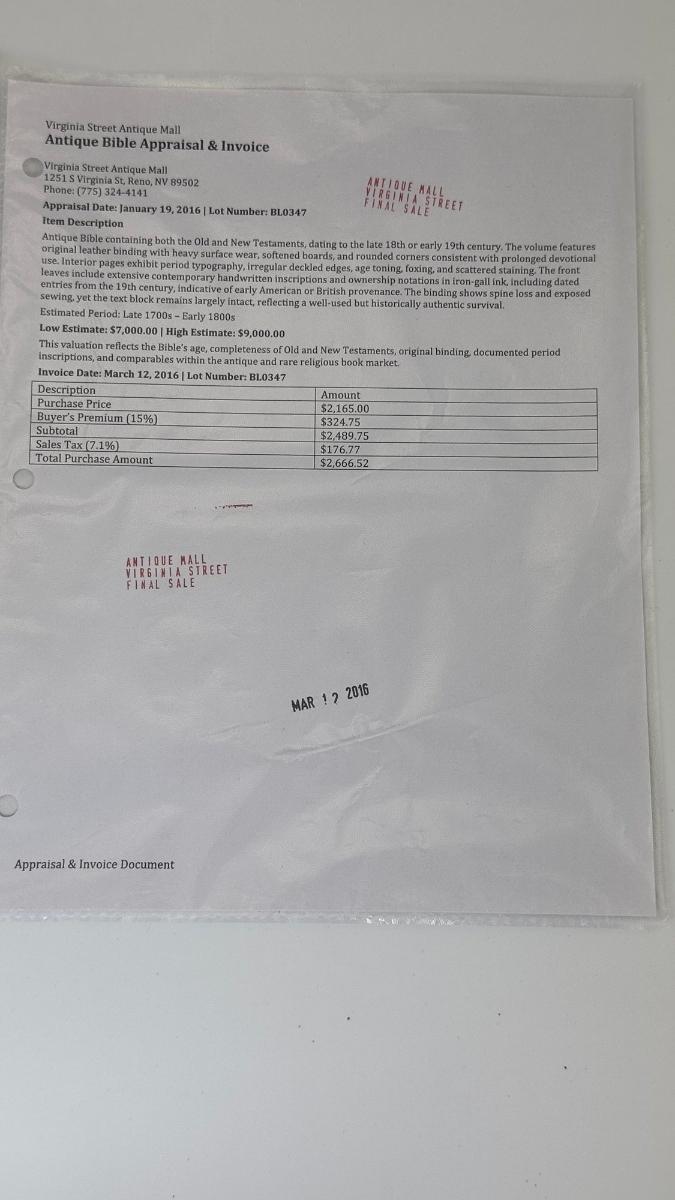 Virginia Street Antique Mall
Antique Bible Appraisal & Invoice
Virginia Street Antique Mall
1251 S Virginia St, Reno, NV 89502
Phone: (775) 324-4141
ANTIQUE MALL
VIRGINIA STREET
FINAL SALE
Appraisal Date: January 19, 2016 | Lot Number: BL0347
Item Description
Antique Bible containing both the Old and New Testaments, dating to the late 18th or early 19th century. The volume features
original leather binding with heavy surface wear, softened boards, and rounded corners consistent with prolonged devotional
use. Interior pages exhibit period typography, irregular deckled edges, age toning, foxing, and scattered staining. The front
leaves include extensive contemporary handwritten inscriptions and ownership notations in iron-gall ink, including dated
entries from the 19th century, indicative of early American or British provenance. The binding shows spine loss and exposed
sewing, yet the text block remains largely intact, reflecting a well-used but historically authentic survival.
Estimated Period: Late 1700s – Early 1800s
Low Estimate: $7,000.00 | High Estimate: $9,000.00
This valuation reflects the Bible's age, completeness of Old and New Testaments, original binding, documented period
inscriptions, and comparables within the antique and rare religious book market.
Invoice Date: March 12, 2016 | Lot Number: BL0347
Description Amount
Purchase Price $2,165.00
Buyer's Premium (15%) $324.75
Subtotal $2,489.75
Sales Tax (7.1%) $176.77
Total Purchase Amount $2,666.52
ANTIQUE MALL
VIRGINIA STREET
FINAL SALE
MAR 12 2016
Appraisal & Invoice Document